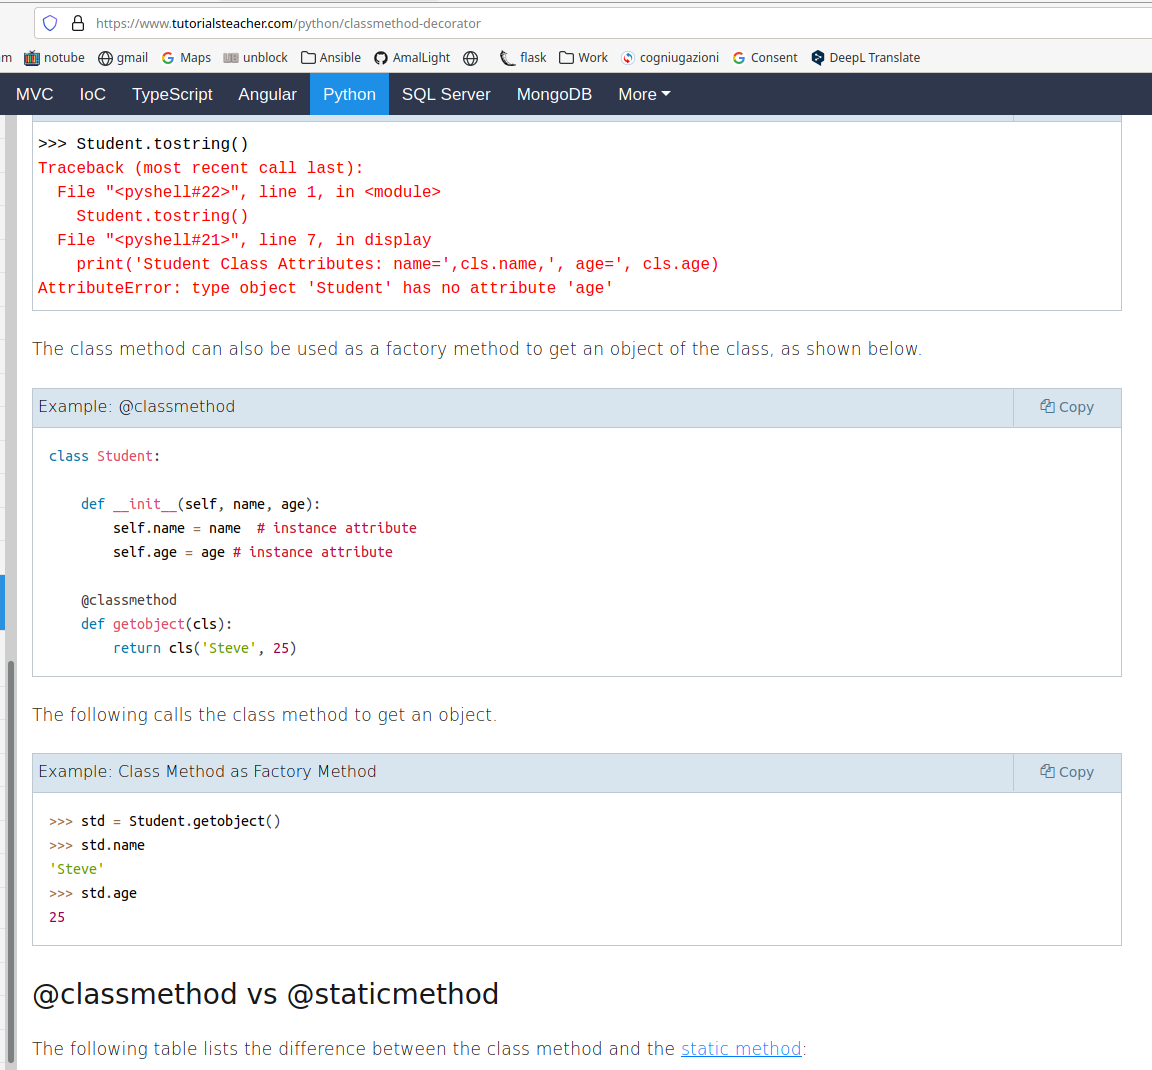 https://www.tutorialsteacher.com/python/classmethod-decorator
m notube gmail Maps unblock Ansible AmalLight flask Work cogniugazioni Consent DeepL Translate
MVC IoC TypeScript Angular Python SQL Server MongoDB More
>>> Student.tostring()
Traceback (most recent call last):
  File "<pyshell#22>", line 1, in <module>
    Student.tostring()
  File "<pyshell#21>", line 7, in display
    print('Student Class Attributes: name=',cls.name,', age=', cls.age)
AttributeError: type object 'Student' has no attribute 'age'
The class method can also be used as a factory method to get an object of the class, as shown below.
Example: @classmethod Copy
class Student:
    def __init__(self, name, age):
        self.name = name  # instance attribute
        self.age = age # instance attribute
    @classmethod
    def getobject(cls):
        return cls('Steve', 25)
The following calls the class method to get an object.
Example: Class Method as Factory Method Copy
>>> std = Student.getobject()
>>> std.name
'Steve'
>>> std.age
25
@classmethod vs @staticmethod
The following table lists the difference between the class method and the static method: